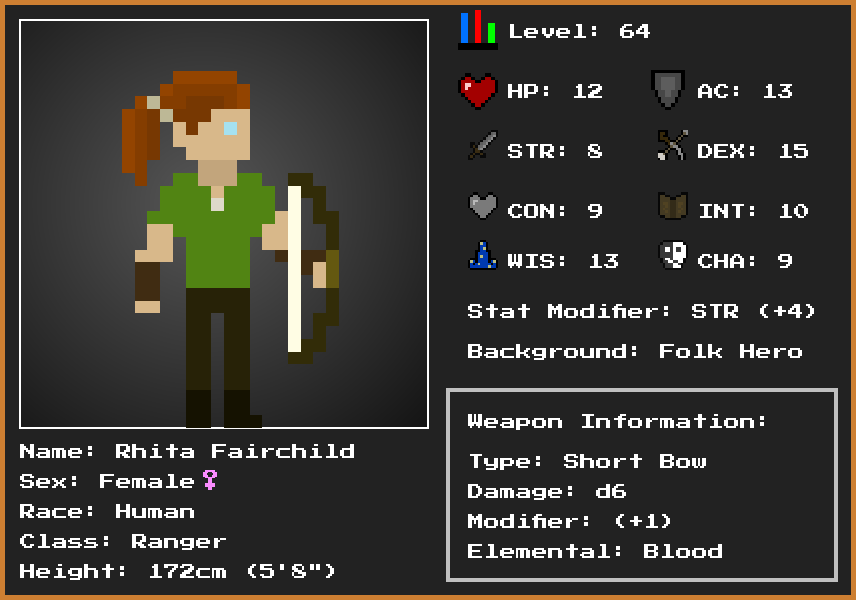 Level: 64
HP: 12 AC: 13
STR: 8 DEX: 15
CON: 9 INT: 10
WIS: 13 CHA: 9
Stat Modifier: STR (+4)
Background: Folk Hero
Name: Rhita Fairchild
Sex: Female♀
Race: Human
Class: Ranger
Height: 172cm (5'8")
Weapon Information:
Type: Short Bow
Damage: d6
Modifier: (+1)
Elemental: Blood